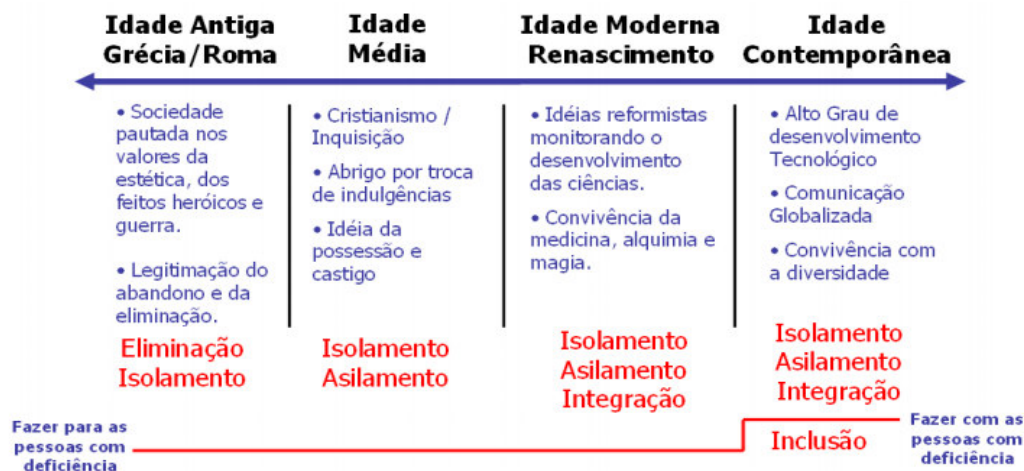 Idade Antiga
Grécia/Roma
• Sociedade
pautada nos
valores da
estética, dos
feitos heróicos e
guerra.
• Legitimação do
abandono e da
eliminação.
Eliminação
Isolamento
Idade
Média
• Cristianismo /
Inquisição
• Abrigo por troca
de indulgências
• Idéia da
possessão e
castigo
Isolamento
Asilamento
Idade Moderna
Renascimento
• Idéias reformistas
monitorando o
desenvolvimento
das ciências.
• Convivência da
medicina, alquimia e
magia.
Isolamento
Asilamento
Integração
Idade
Contemporânea
• Alto Grau de
desenvolvimento
Tecnológico
• Comunicação
Globalizada
• Convivência com
a diversidade
Isolamento
Asilamento
Integração
Inclusão
Fazer para as
pessoas com
deficiência
Fazer com as
pessoas com
deficiência